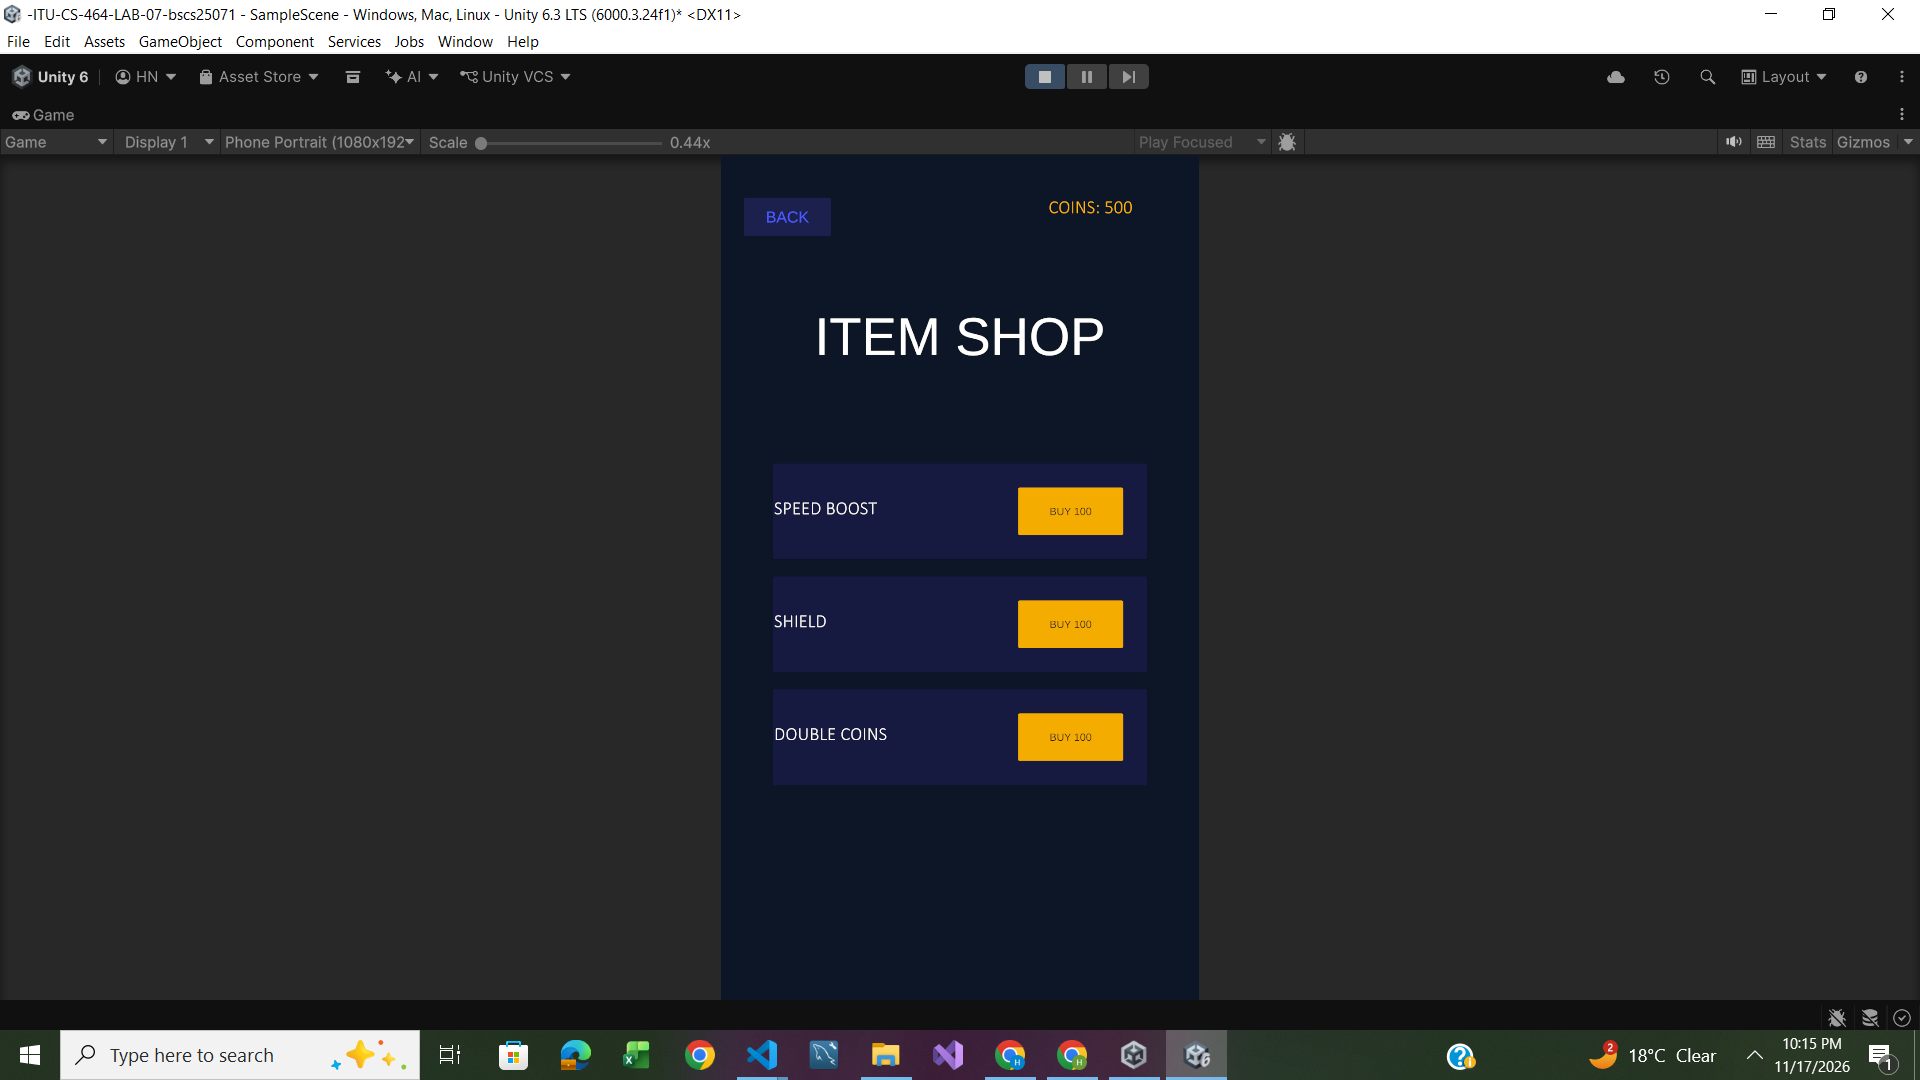 -ITU-CS-464-LAB-07-bscs25071 - SampleScene - Windows, Mac, Linux - Unity 6.3 LTS (6000.3.24f1)* <DX11>
File Edit Assets GameObject Component Services Jobs Window Help
Unity 6 HN Asset Store AI Unity VCS Layout
Game
Game Display 1 Phone Portrait (1080x192 Scale 0.44x Play Focused Stats Gizmos
BACK COINS: 500
ITEM SHOP
SPEED BOOST BUY 100
SHIELD BUY 100
DOUBLE COINS BUY 100
Type here to search 2 18°C Clear 10:15 PM
11/17/2026 1